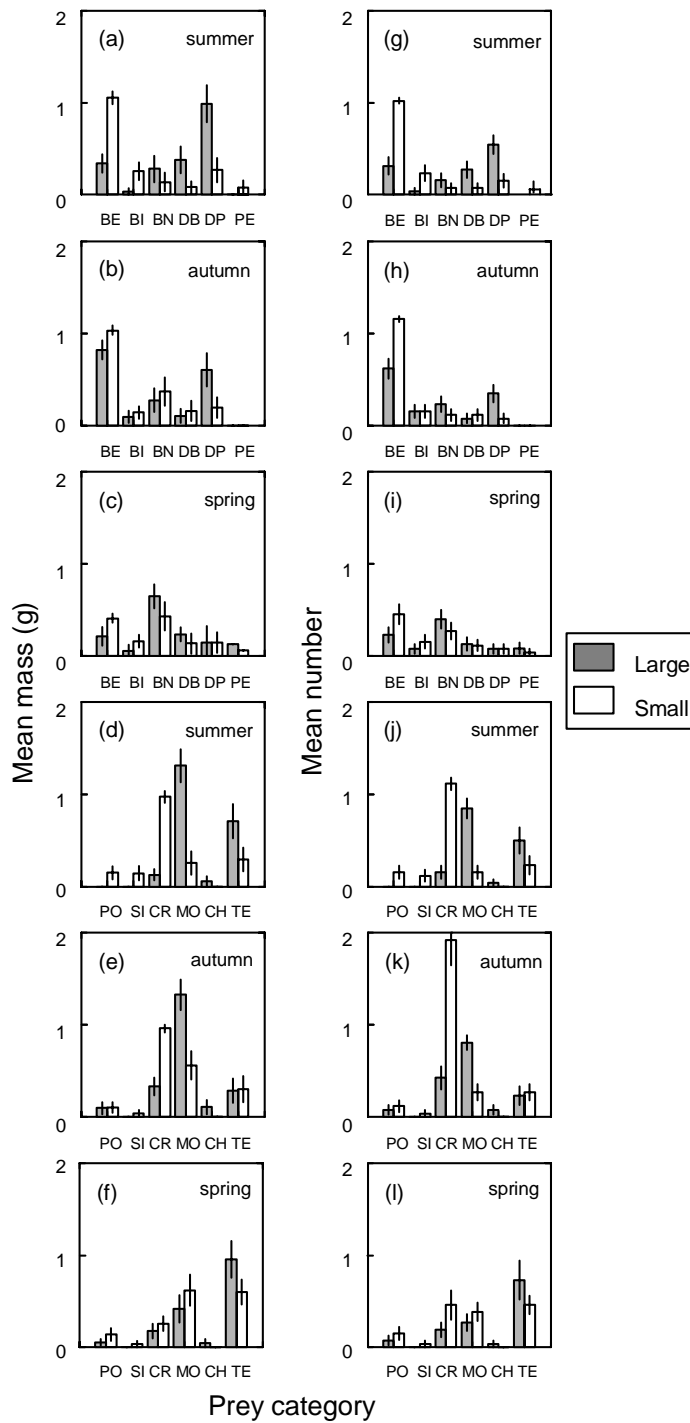 2
(a)
summer
1
0
BE BI BN DB DP PE
2
(b)
autumn
1
0
BE BI BN DB DP PE
2
(c)
spring
1
0
BE BI BN DB DP PE
2
(d)
summer
1
0
PO SI CR MO CH TE
2
(e)
autumn
1
0
PO SI CR MO CH TE
2
(f)
spring
1
0
PO SI CR MO CH TE
Mean mass (g)
2
(g)
summer
1
0
BE BI BN DB DP PE
2
(h)
autumn
1
0
BE BI BN DB DP PE
2
(i)
spring
1
0
BE BI BN DB DP PE
2
(j)
summer
1
0
PO SI CR MO CH TE
2
(k)
autumn
1
0
PO SI CR MO CH TE
2
(l)
spring
1
0
PO SI CR MO CH TE
Mean number
Large
Small
Prey category